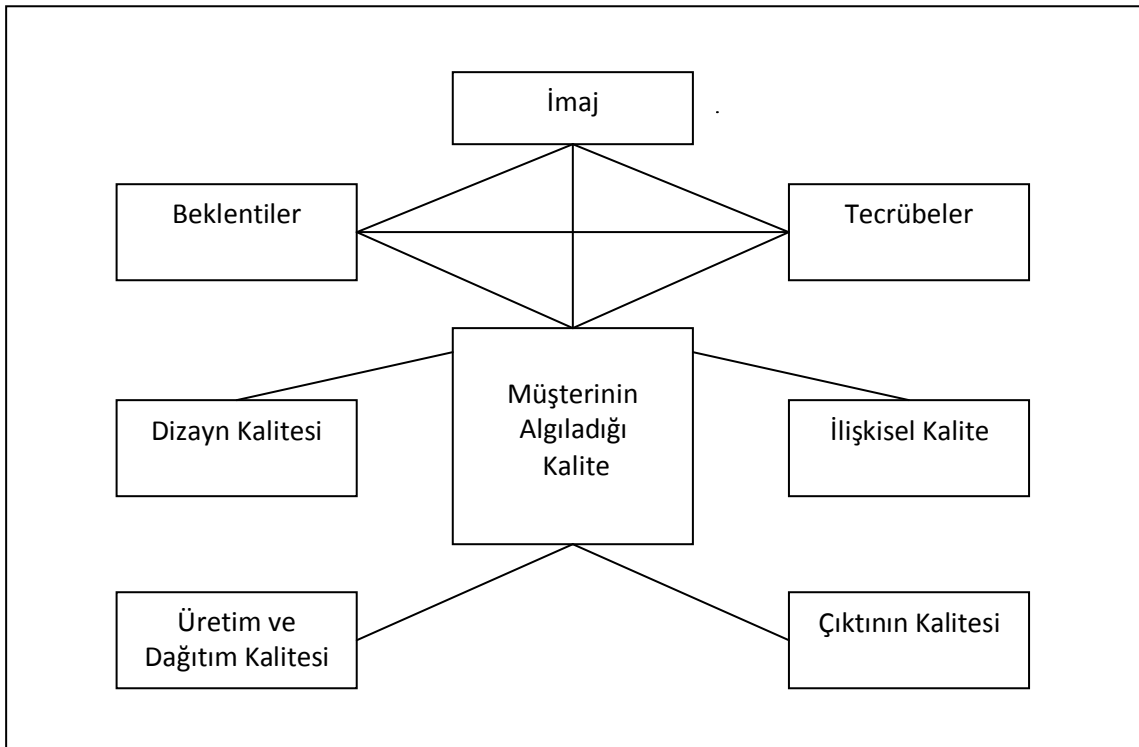 İmaj
Beklentiler
Tecrübeler
Müşterinin
Algıladığı
Kalite
Dizayn Kalitesi
İlişkisel Kalite
Üretim ve
Dağıtım Kalitesi
Çıktının Kalitesi